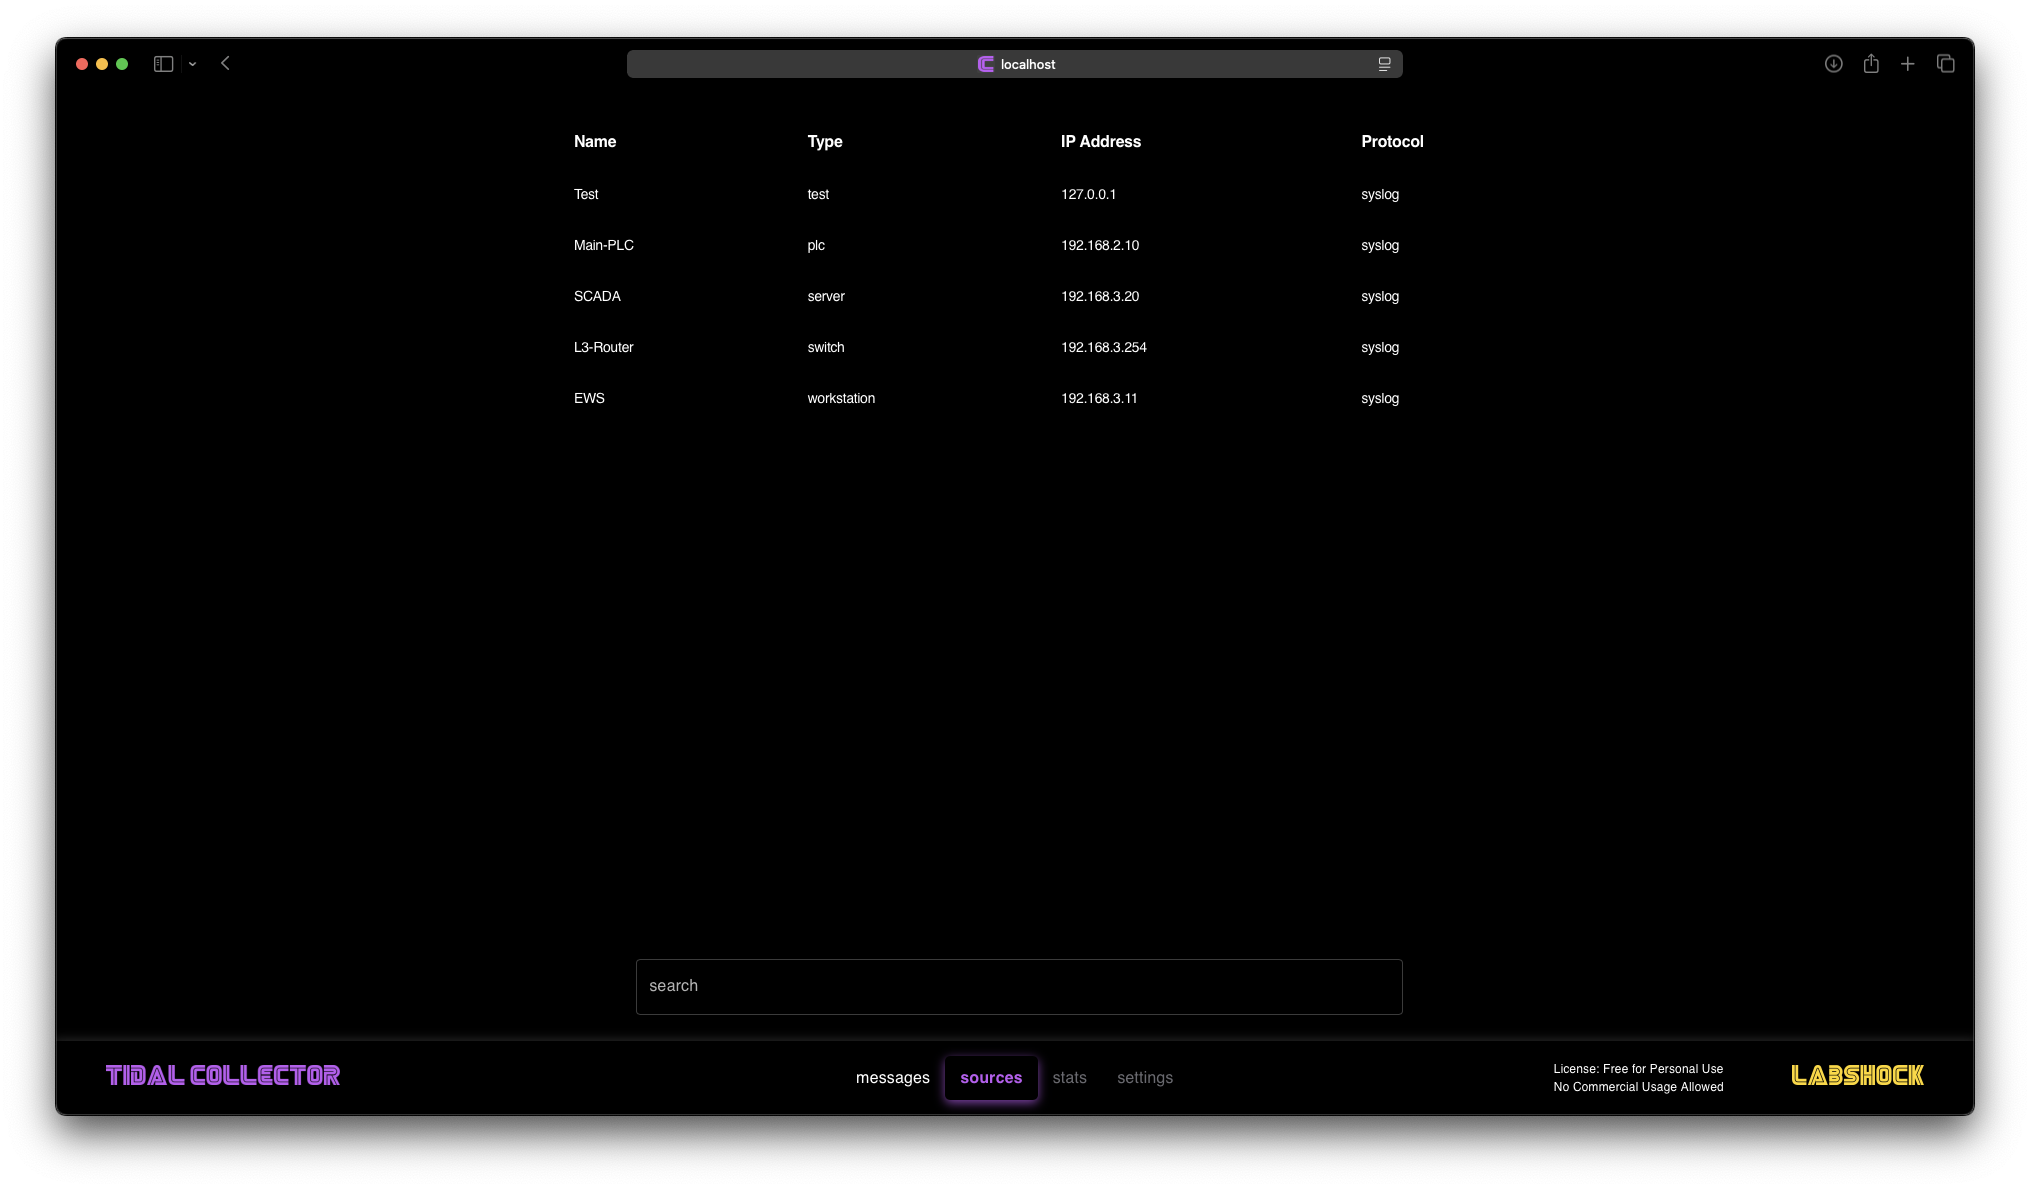 localhost
Name Type IP Address Protocol
Test test 127.0.0.1 syslog
Main-PLC plc 192.168.2.10 syslog
SCADA server 192.168.3.20 syslog
L3-Router switch 192.168.3.254 syslog
EWS workstation 192.168.3.11 syslog
search
TIDAL COLLECTOR messages sources stats settings License: Free for Personal Use LABSHOCK
No Commercial Usage Allowed